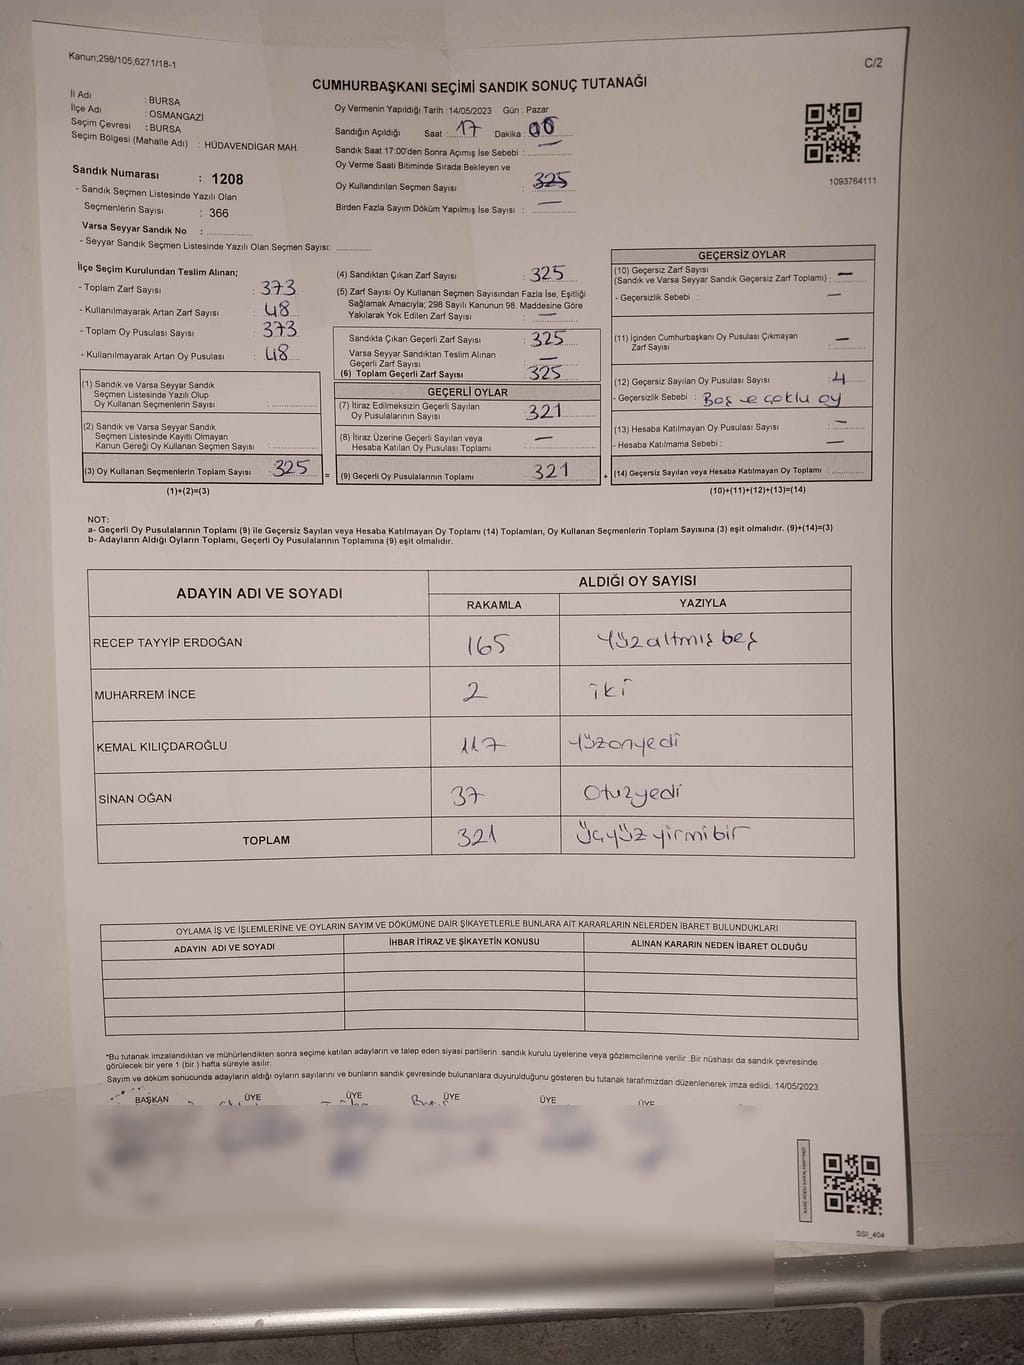 Kanun;298/105;6271/18-1
C/2
CUMHURBAŞKANI SEÇİMİ SANDIK SONUÇ TUTANAĞI
İl Adı : BURSA
İlçe Adı : OSMANGAZİ
Seçim Çevresi : BURSA
Seçim Bölgesi (Mahalle Adı) : HÜDAVENDİGAR MAH.
Sandık Numarası : 1208
- Sandık Seçmen Listesinde Yazılı Olan
Seçmenlerin Sayısı : 366
Varsa Seyyar Sandık No : ..............
- Seyyar Sandık Seçmen Listesinde Yazılı Olan Seçmen Sayısı: ............
Oy Vermenin Yapıldığı Tarih :14/05/2023 Gün : Pazar
Sandığın Açıldığı Saat : 17 Dakika : 00
Sandık Saat 17:00'den Sonra Açımış İse Sebebi : —
Oy Verme Saati Bitiminde Sırada Bekleyen ve
Oy Kullandırılan Seçmen Sayısı : 325
Birden Fazla Sayım Döküm Yapılmış İse Sayısı : —
1093764111
İlçe Seçim Kurulundan Teslim Alınan;
- Toplam Zarf Sayısı : 373
- Kullanılmayarak Artan Zarf Sayısı : 48
- Toplam Oy Pusulası Sayısı : 373
- Kullanılmayarak Artan Oy Pusulası : 48
(1) Sandık ve Varsa Seyyar Sandık
Seçmen Listesinde Yazılı Olup
Oy Kullanan Seçmenlerin Sayısı : ..............
(2) Sandık ve Varsa Seyyar Sandık
Seçmen Listesinde Kayıtlı Olmayan
Kanun Gereği Oy Kullanan Seçmen Sayısı : ..............
(3) Oy Kullanan Seçmenlerin Toplam Sayısı : 325
(1)+(2)=(3)
(4) Sandıktan Çıkan Zarf Sayısı : 325
(5) Zarf Sayısı Oy Kullanan Seçmen Sayısından Fazla İse, Eşitliği
Sağlamak Amacıyla; 298 Sayılı Kanunun 98. Maddesine Göre
Yakılarak Yok Edilen Zarf Sayısı : —
Sandıkta Çıkan Geçerli Zarf Sayısı : 325
Varsa Seyyar Sandıktan Teslim Alınan
Geçerli Zarf Sayısı : —
(6) Toplam Geçerli Zarf Sayısı : 325
GEÇERLİ OYLAR
(7) İtiraz Edilmeksizin Geçerli Sayılan
Oy Pusulalarının Sayısı : 321
(8) İtiraz Üzerine Geçerli Sayılan veya
Hesaba Katılan Oy Pusulası Toplamı : —
= (9) Geçerli Oy Pusulalarının Toplamı : 321
GEÇERSİZ OYLAR
(10) Geçersiz Zarf Sayısı
(Sandık ve Varsa Seyyar Sandık Geçersiz Zarf Toplamı) : —
- Geçersizlik Sebebi : —
(11) İçinden Cumhurbaşkanı Oy Pusulası Çıkmayan
Zarf Sayısı : —
(12) Geçersiz Sayılan Oy Pusulası Sayısı : 4
- Geçersizlik Sebebi : Boş ve çoklu oy
(13) Hesaba Katılmayan Oy Pusulası Sayısı : —
- Hesaba Katılmama Sebebi : —
+ (14) Geçersiz Sayılan veya Hesaba Katılmayan Oy Toplamı : ............
(10)+(11)+(12)+(13)=(14)
NOT:
a- Geçerli Oy Pusulalarının Toplamı (9) ile Geçersiz Sayılan veya Hesaba Katılmayan Oy Toplamı (14) Toplamları, Oy Kullanan Seçmenlerin Toplam Sayısına (3) eşit olmalıdır. (9)+(14)=(3)
b- Adayların Aldığı Oyların Toplamı, Geçerli Oy Pusulalarının Toplamına (9) eşit olmalıdır.
ADAYIN ADI VE SOYADI
ALDIĞI OY SAYISI
RAKAMLA YAZIYLA
RECEP TAYYİP ERDOĞAN 165 Yüzaltmış beş
MUHARREM İNCE 2 iki
KEMAL KILIÇDAROĞLU 117 Yüzonyedi
SİNAN OĞAN 37 Otuzyedi
TOPLAM 321 Üçyüz yirmi bir
OYLAMA İŞ VE İŞLEMLERİNE VE OYLARIN SAYIM VE DÖKÜMÜNE DAİR ŞİKAYETLERLE BUNLARA AİT KARARLARIN NELERDEN İBARET BULUNDUKLARI
ADAYIN ADI VE SOYADI İHBAR İTİRAZ VE ŞİKAYETİN KONUSU ALINAN KARARIN NEDEN İBARET OLDUĞU
*Bu tutanak imzalandıktan ve mühürlendikten sonra seçime katılan adayların ve talep eden siyasi partilerin sandık kurulu üyelerine veya gözlemcilerine verilir .Bir nüshası da sandık çevresinde
görülecek bir yere 1 (bir ) hafta süreyle asılır.
Sayım ve döküm sonucunda adayların aldığı oyların sayılarını ve bunların sandık çevresinde bulunanlara duyurulduğunu gösteren bu tutanak tarafımızdan düzenlenerek imza edildi. 14/05/2023
BAŞKAN ÜYE ÜYE ÜYE ÜYE ÜYE
SSİ_404